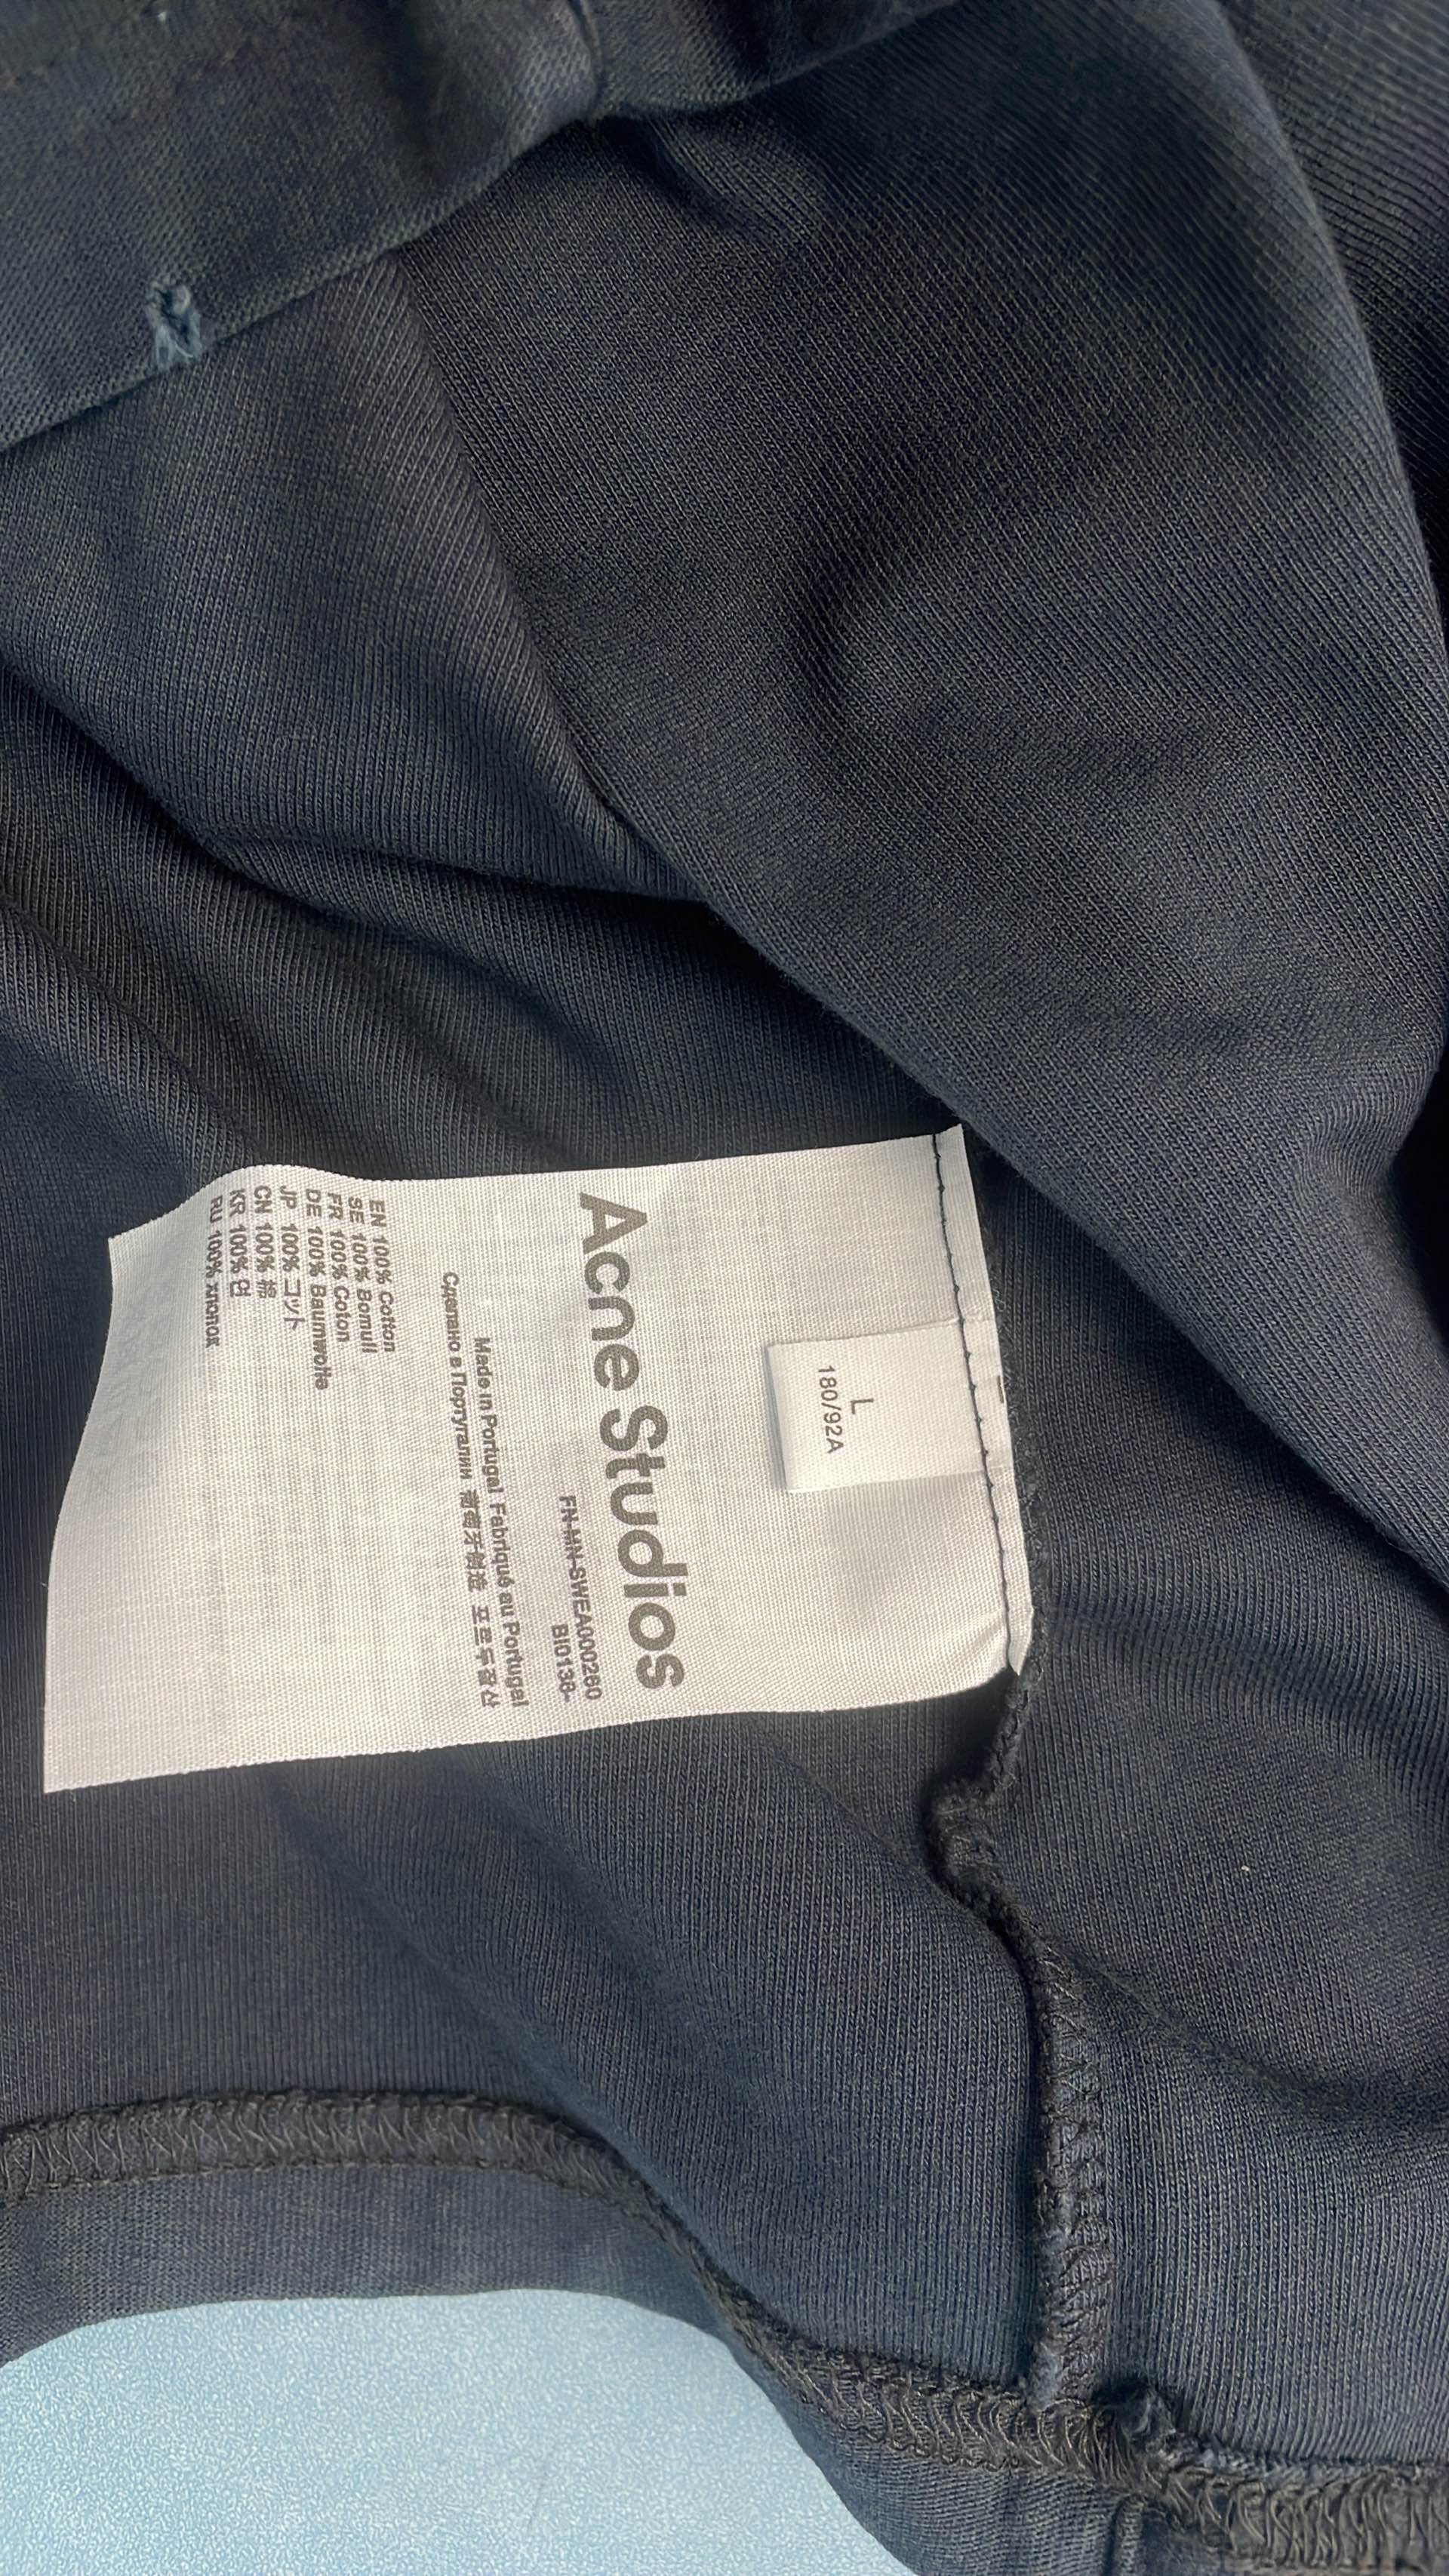 L
180/92A
Acne Studios
FN-MN-SWEA000260
BI0138-
Made in Portugal Fabriqué au Portugal
Сделано в Португалии 葡萄牙创造 포르투갈산
EN 100% Cotton
SE 100% Bomull
FR 100% Coton
DE 100% Baumwolle
JP 100% コット
CN 100% 棉
KR 100% 면
RU 100% хлопок